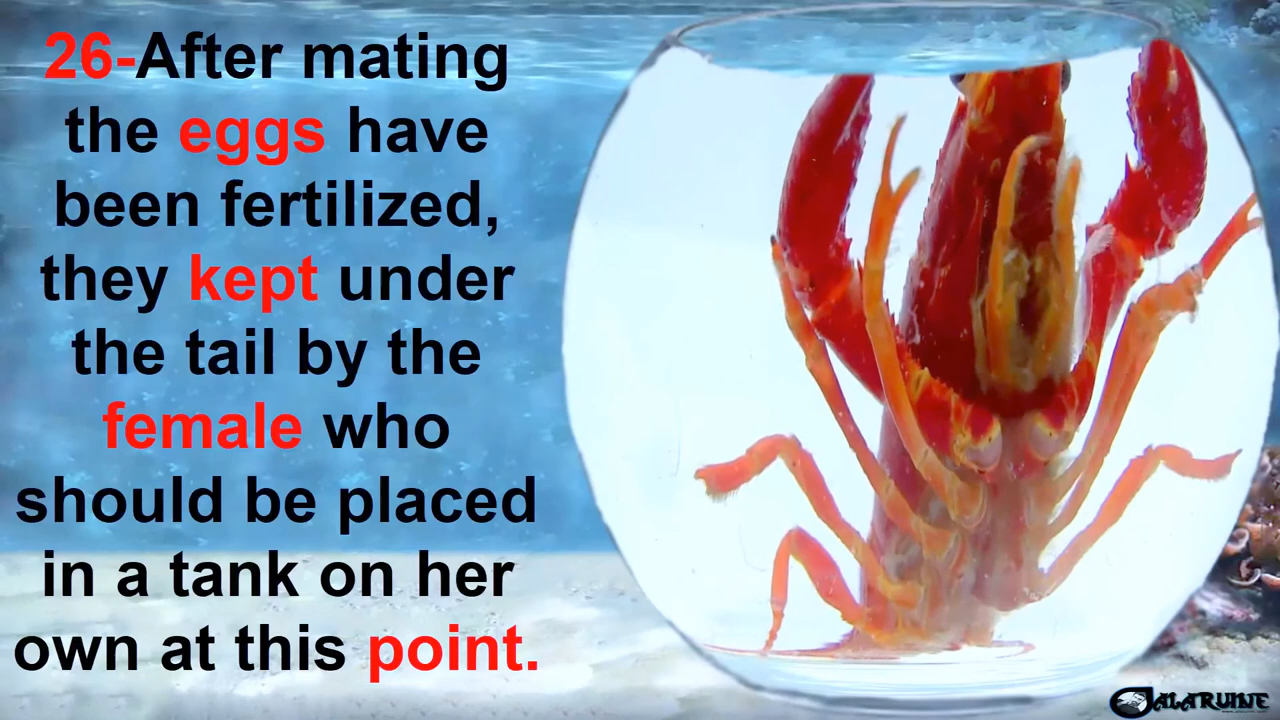 26-After mating
the eggs have
been fertilized,
they kept under
the tail by the
female who
should be placed
in a tank on her
own at this point.